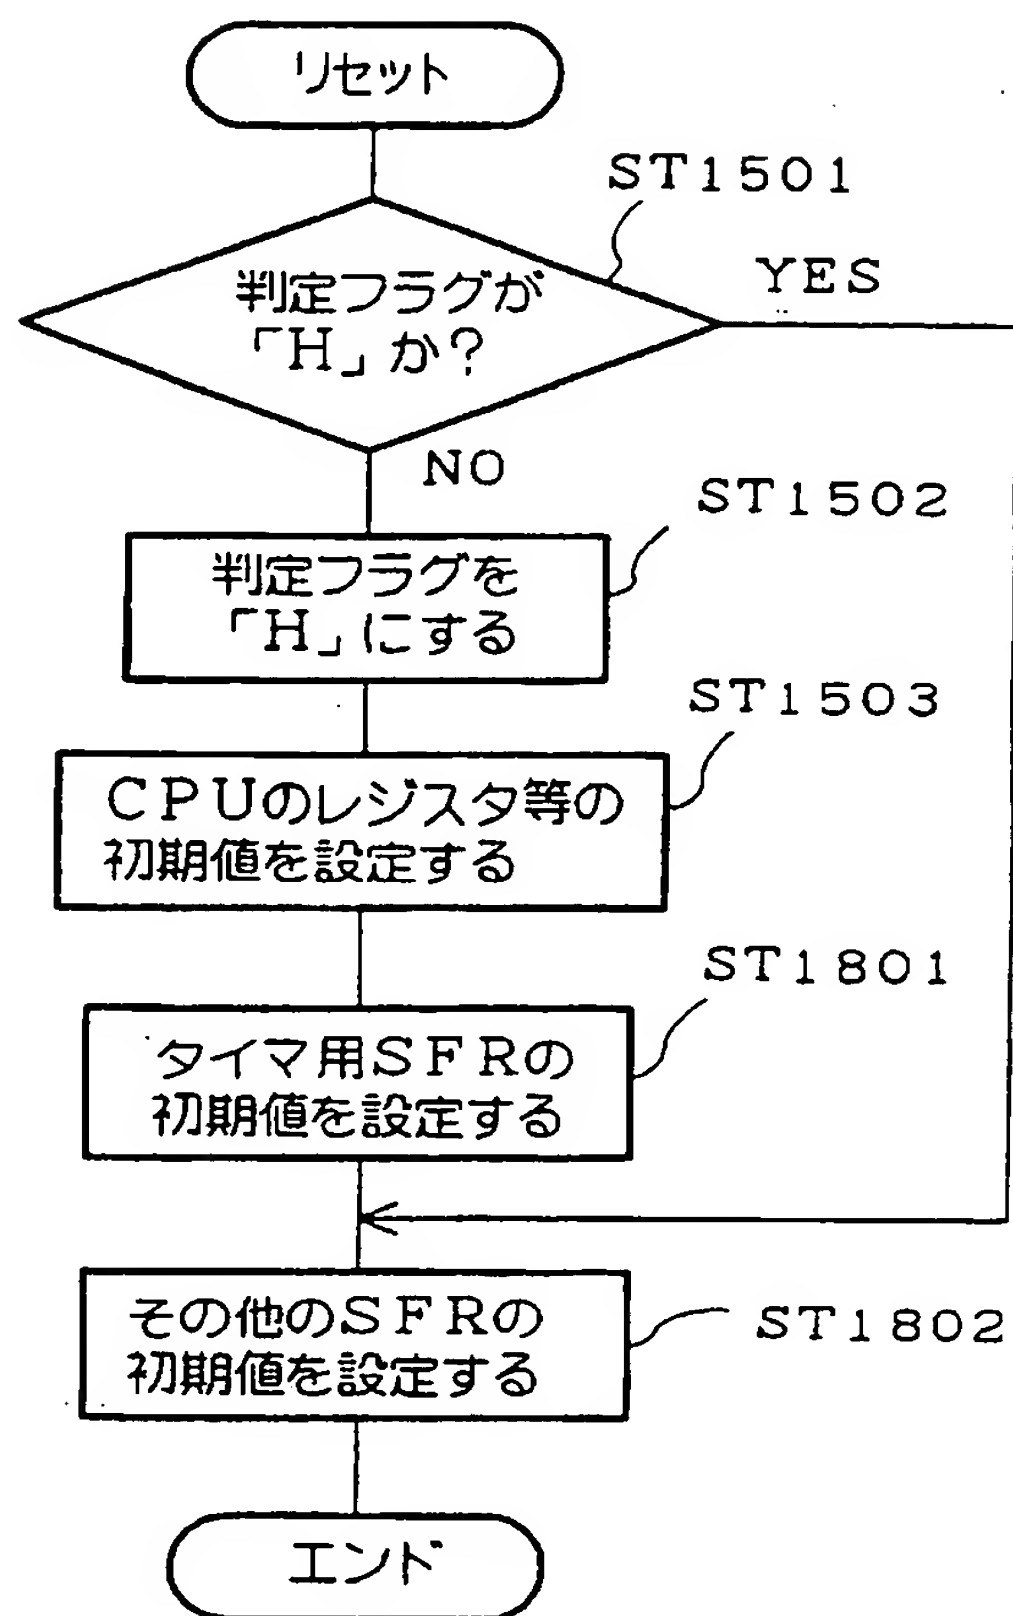 リセット
ST1501
判定フラグが
「H」か?
YES
NO
ST1502
判定フラグを
「H」にする
ST1503
CPUのレジスタ等の
初期値を設定する
ST1801
タイマ用SFRの
初期値を設定する
その他のSFRの
初期値を設定する
ST1802
エンド